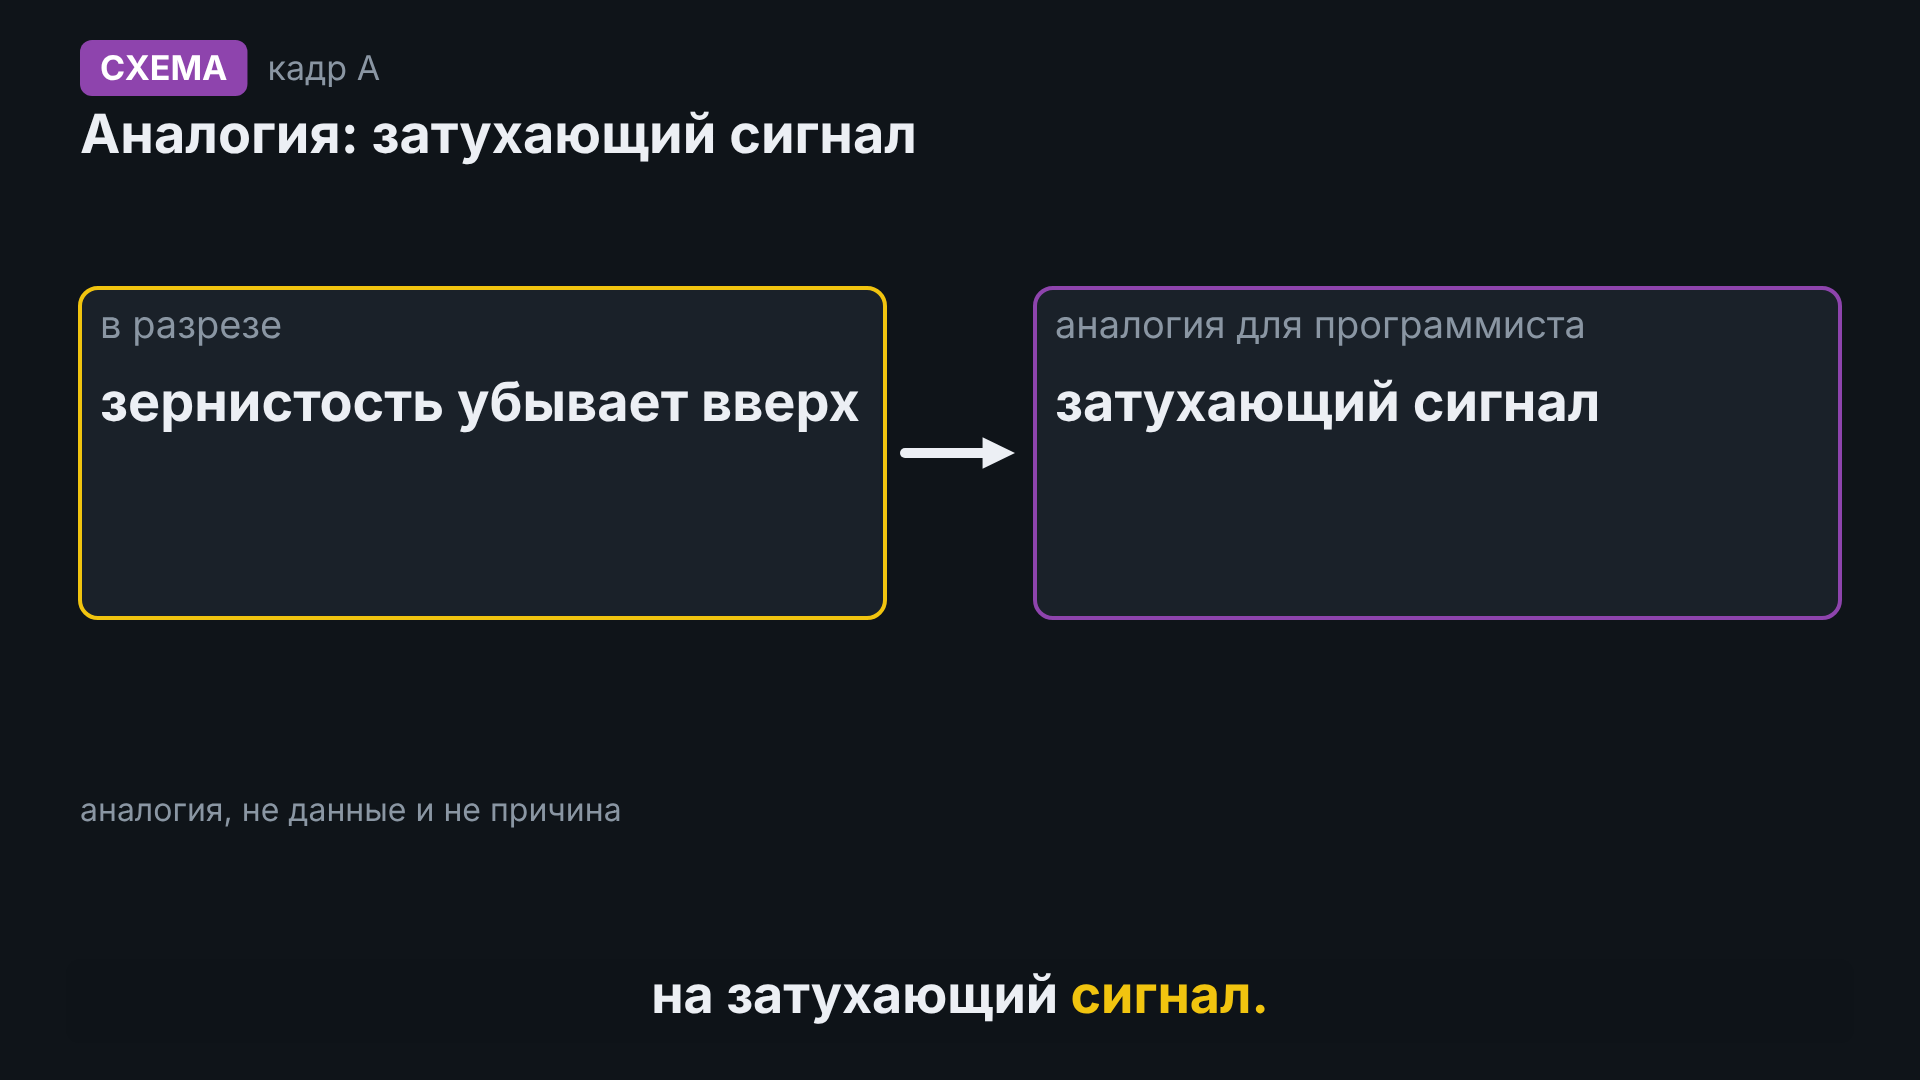 СХЕМА кадр А
Аналогия: затухающий сигнал
в разрезе
зернистость убывает вверх
аналогия для программиста
затухающий сигнал
аналогия, не данные и не причина
на затухающий сигнал.